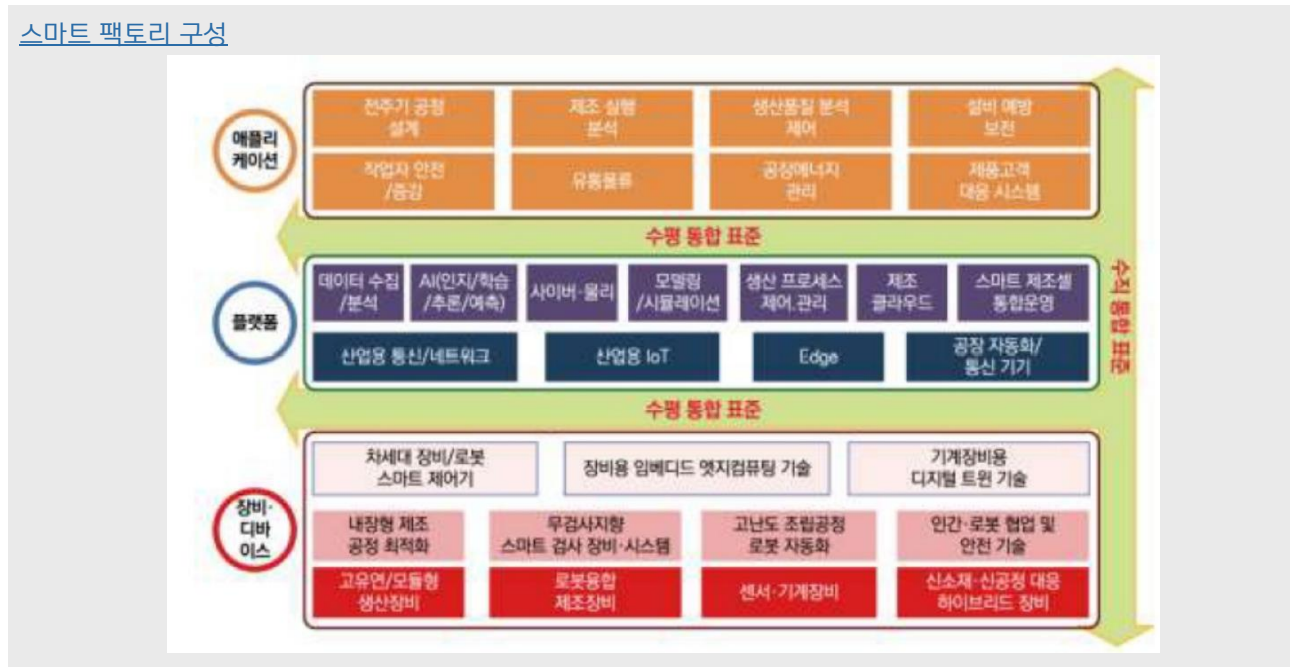 스마트 팩토리 구성
애플리
케이션
전주기 공정
설계
제조 실행
분석
생산품질 분석
제어
설비 예방
보전
작업자 안전
/증강
유통물류
공장에너지
관리
제품고객
대응 시스템
수평 통합 표준
수직 통합 표준
플랫폼
데이터 수집
/분석
AI(인지/학습
/추론/예측)
사이버·물리
모델링
/시뮬레이션
생산 프로세스
제어.관리
제조
클라우드
스마트 제조셀
통합운영
산업용 통신/네트워크
산업용 IoT
Edge
공장 자동화/
통신 기기
수평 통합 표준
장비·
디바
이스
차세대 장비/로봇
스마트 제어기
장비용 임베디드 엣지컴퓨팅 기술
기계장비용
디지털 트윈 기술
내장형 제조
공정 최적화
무검사지향
스마트 검사 장비·시스템
고난도 조립공정
로봇 자동화
인간·로봇 협업 및
안전 기술
고유연/모듈형
생산장비
로봇융합
제조장비
센서·기계장비
신소재·신공정 대응
하이브리드 장비